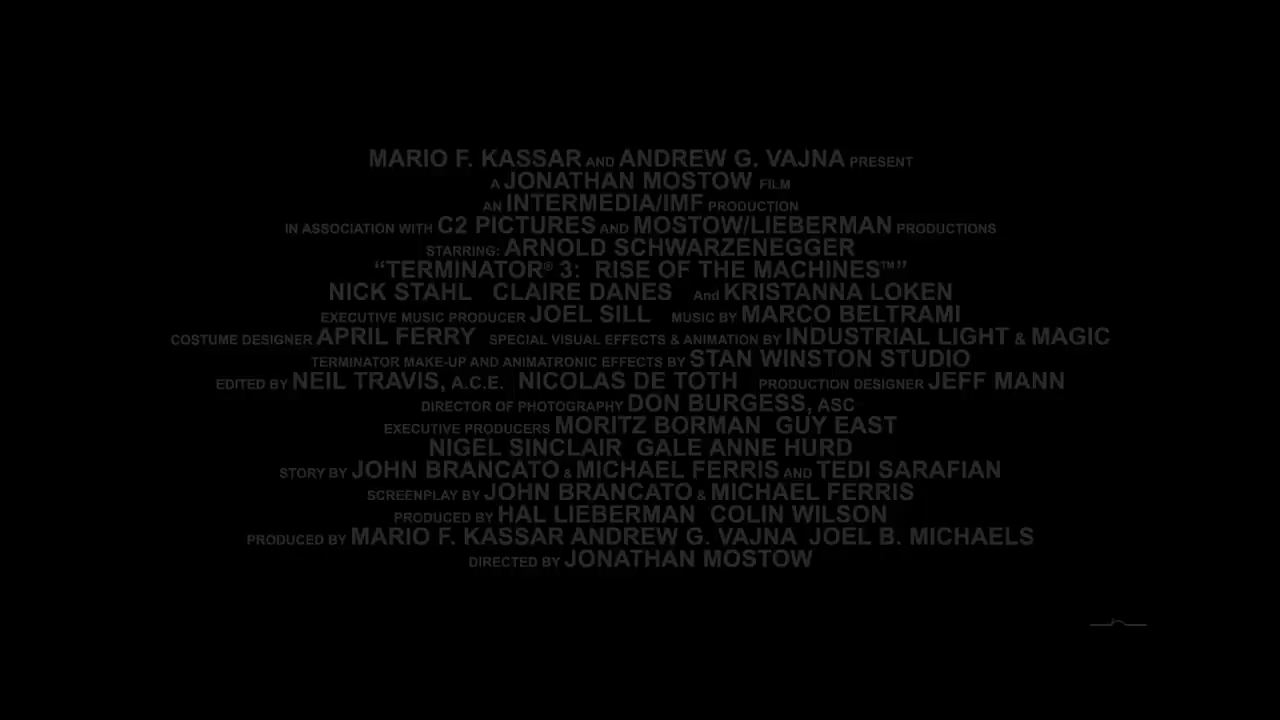 MARIO F. KASSAR AND ANDREW G. VAJNA PRESENT
A JONATHAN MOSTOW FILM
AN INTERMEDIA/IMF PRODUCTION
IN ASSOCIATION WITH C2 PICTURES AND MOSTOW/LIEBERMAN PRODUCTIONS
STARRING: ARNOLD SCHWARZENEGGER
“TERMINATOR® 3: RISE OF THE MACHINES™”
NICK STAHL CLAIRE DANES And KRISTANNA LOKEN
EXECUTIVE MUSIC PRODUCER JOEL SILL MUSIC BY MARCO BELTRAMI
COSTUME DESIGNER APRIL FERRY SPECIAL VISUAL EFFECTS & ANIMATION BY INDUSTRIAL LIGHT & MAGIC
TERMINATOR MAKE-UP AND ANIMATRONIC EFFECTS BY STAN WINSTON STUDIO
EDITED BY NEIL TRAVIS, A.C.E. NICOLAS DE TOTH PRODUCTION DESIGNER JEFF MANN
DIRECTOR OF PHOTOGRAPHY DON BURGESS, ASC
EXECUTIVE PRODUCERS MORITZ BORMAN GUY EAST
NIGEL SINCLAIR GALE ANNE HURD
STORY BY JOHN BRANCATO & MICHAEL FERRIS AND TEDI SARAFIAN
SCREENPLAY BY JOHN BRANCATO & MICHAEL FERRIS
PRODUCED BY HAL LIEBERMAN COLIN WILSON
PRODUCED BY MARIO F. KASSAR ANDREW G. VAJNA JOEL B. MICHAELS
DIRECTED BY JONATHAN MOSTOW